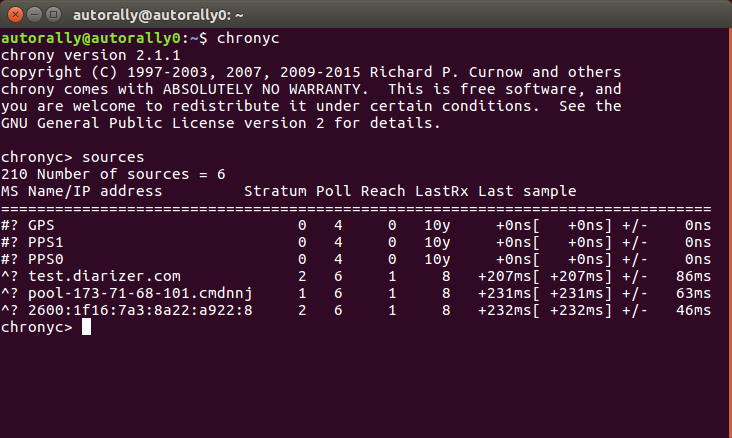 autorally@autorally0: ~
autorally@autorally0:~$ chronyc
chrony version 2.1.1
Copyright (C) 1997-2003, 2007, 2009-2015 Richard P. Curnow and others
chrony comes with ABSOLUTELY NO WARRANTY.  This is free software, and
you are welcome to redistribute it under certain conditions.  See the
GNU General Public License version 2 for details.

chronyc> sources
210 Number of sources = 6
MS Name/IP address         Stratum Poll Reach LastRx Last sample
===============================================================================
#? GPS                           0   4     0   10y     +0ns[   +0ns] +/-    0ns
#? PPS1                          0   4     0   10y     +0ns[   +0ns] +/-    0ns
#? PPS0                          0   4     0   10y     +0ns[   +0ns] +/-    0ns
^? test.diarizer.com             2   6     1     8   +207ms[ +207ms] +/-   86ms
^? pool-173-71-68-101.cmdnnj     1   6     1     8   +231ms[ +231ms] +/-   63ms
^? 2600:1f16:7a3:8a22:a922:8     2   6     1     8   +232ms[ +232ms] +/-   46ms
chronyc>